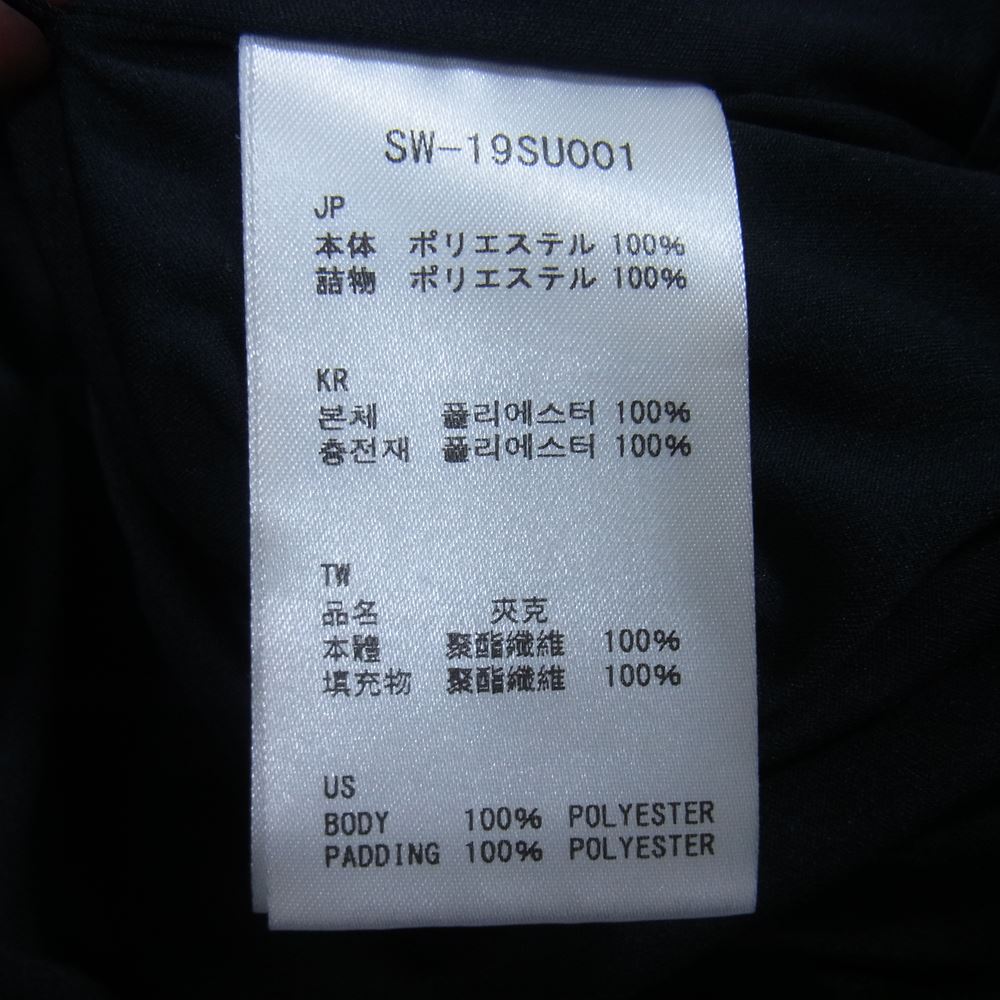 SW-19SU001
JP
本体 ポリエステル 100%
詰物 ポリエステル 100%
KR
본체 폴리에스터 100%
충전재 폴리에스터 100%
TW
品名 夾克
本體 聚酯纖維 100%
填充物 聚酯纖維 100%
US
BODY 100% POLYESTER
PADDING 100% POLYESTER